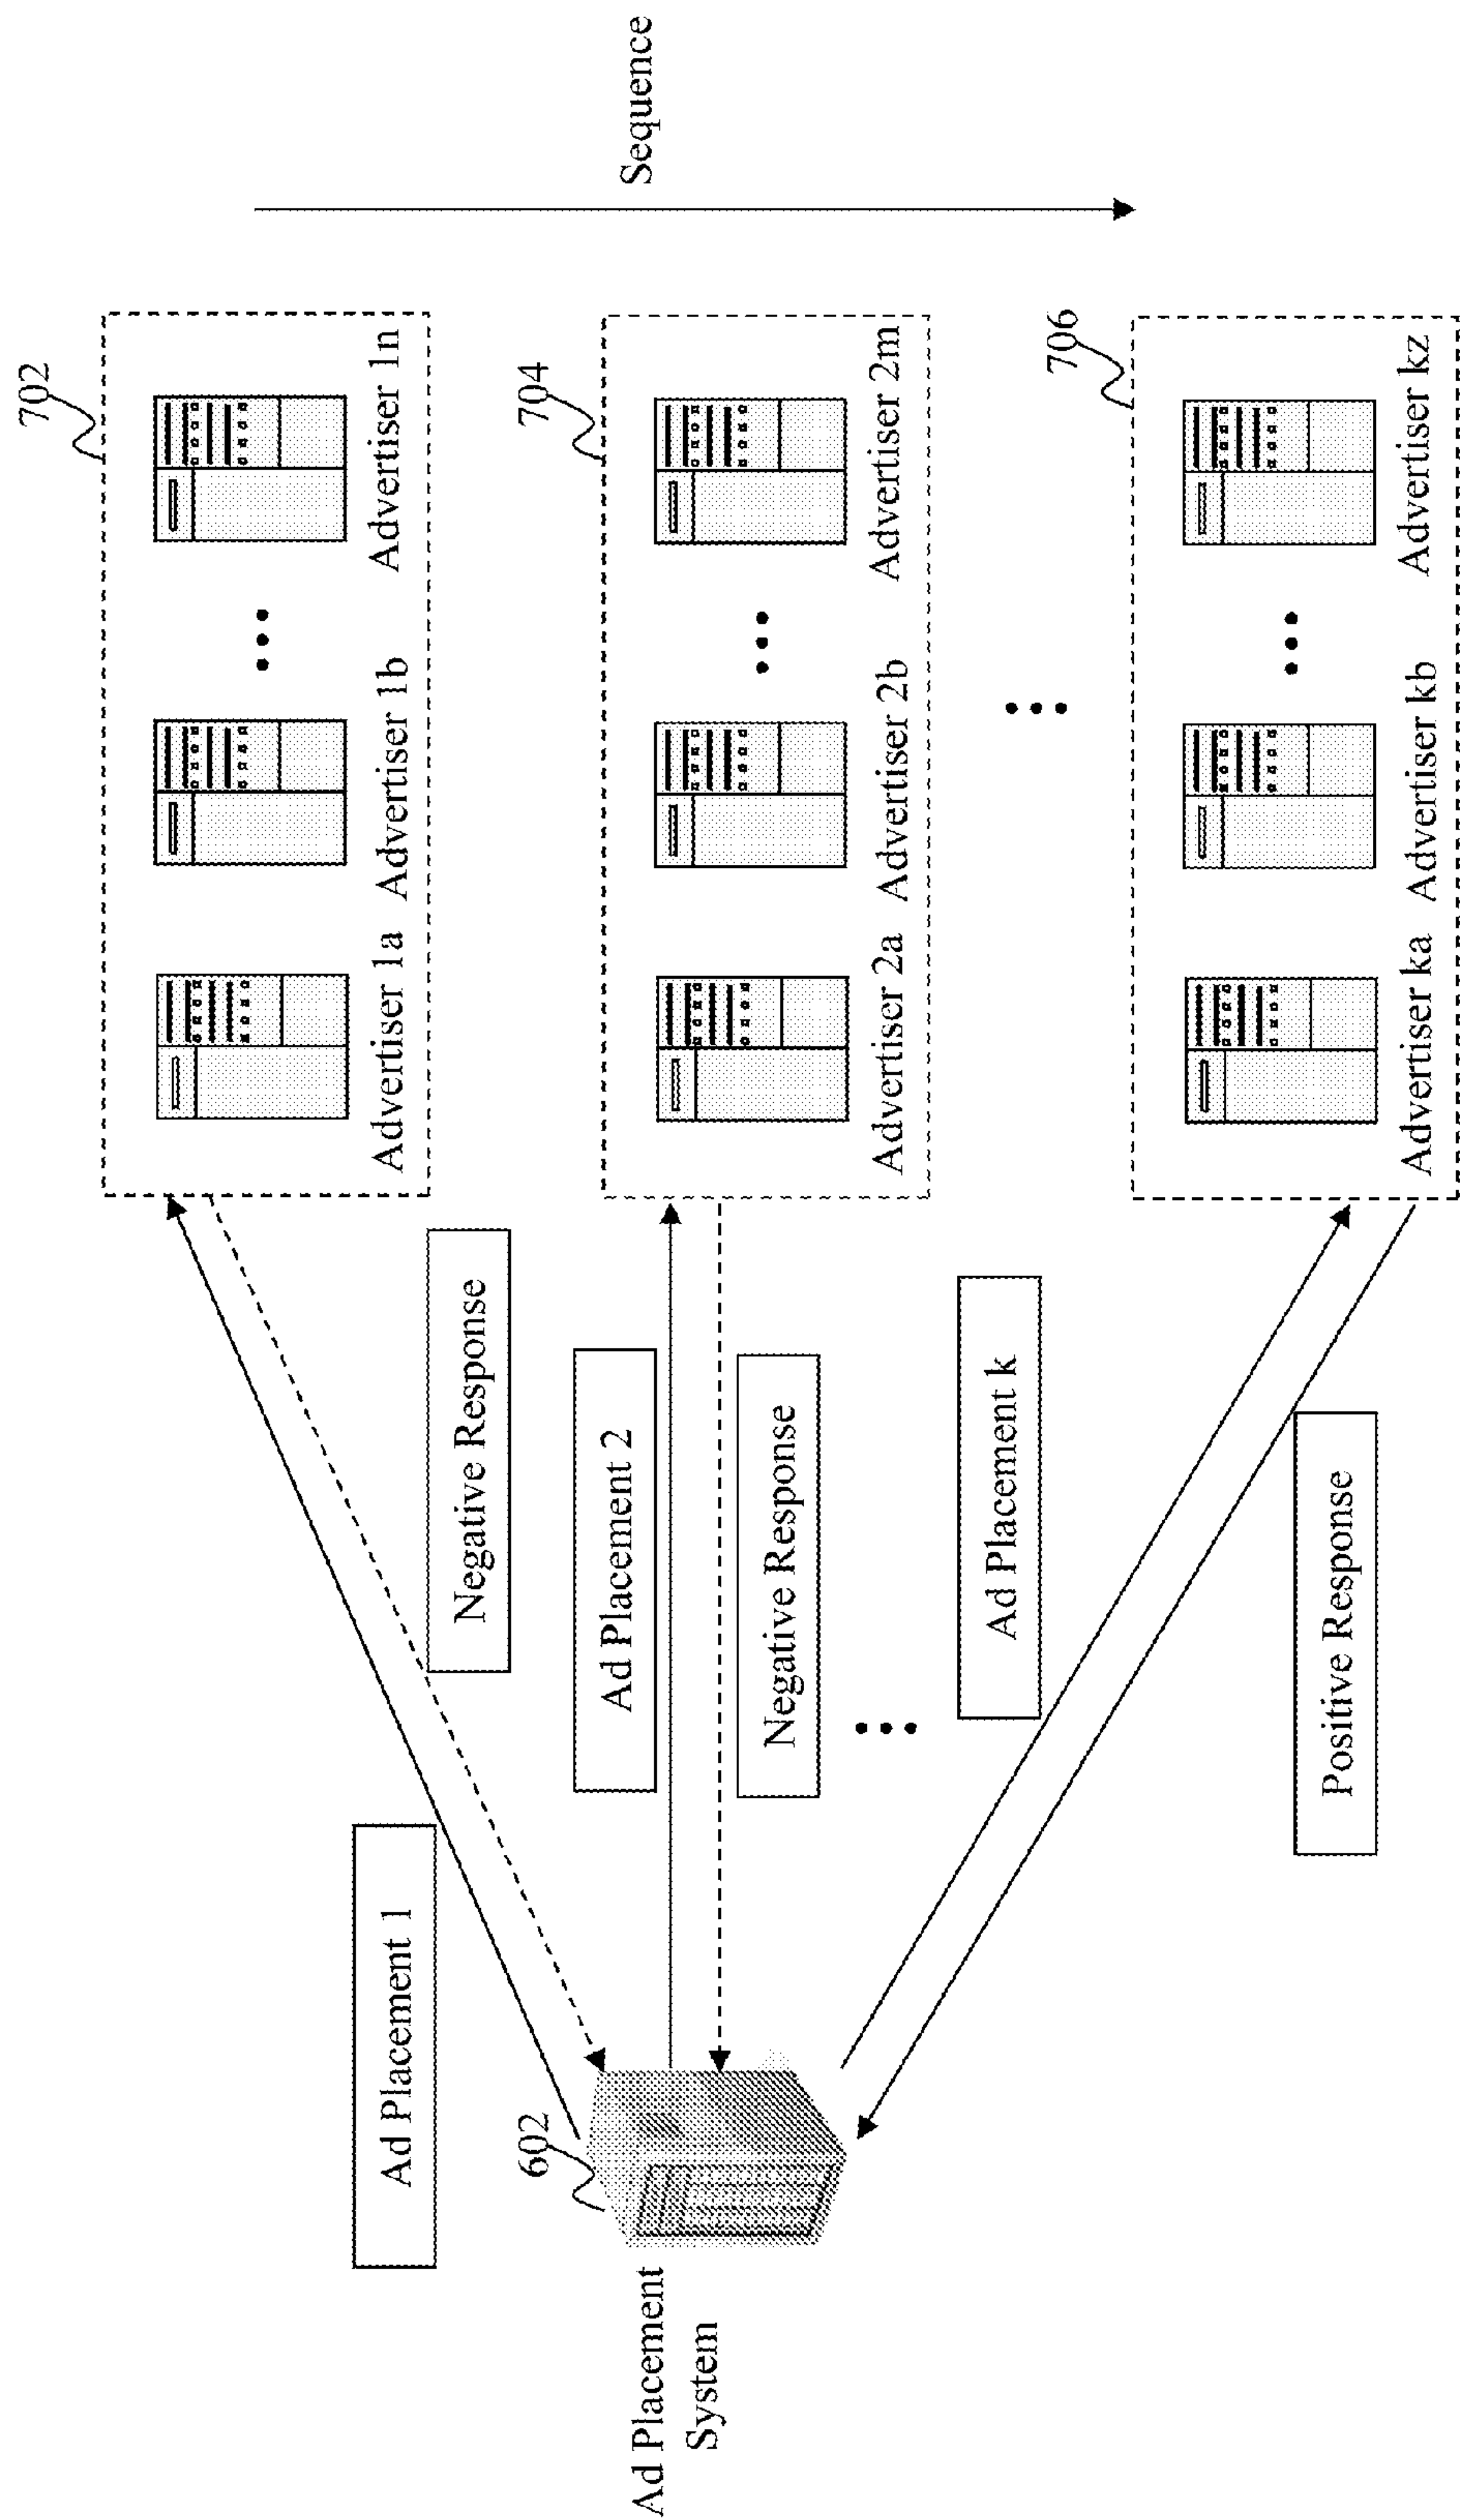 702
Advertiser 1a
Advertiser 1b
Advertiser 1n
Ad Placement 1
Negative Response
Sequence
602
Ad Placement
System
Ad Placement 2
Negative Response
704
Advertiser 2a
Advertiser 2b
Advertiser 2m
Ad Placement k
Positive Response
706
Advertiser ka
Advertiser kb
Advertiser kz